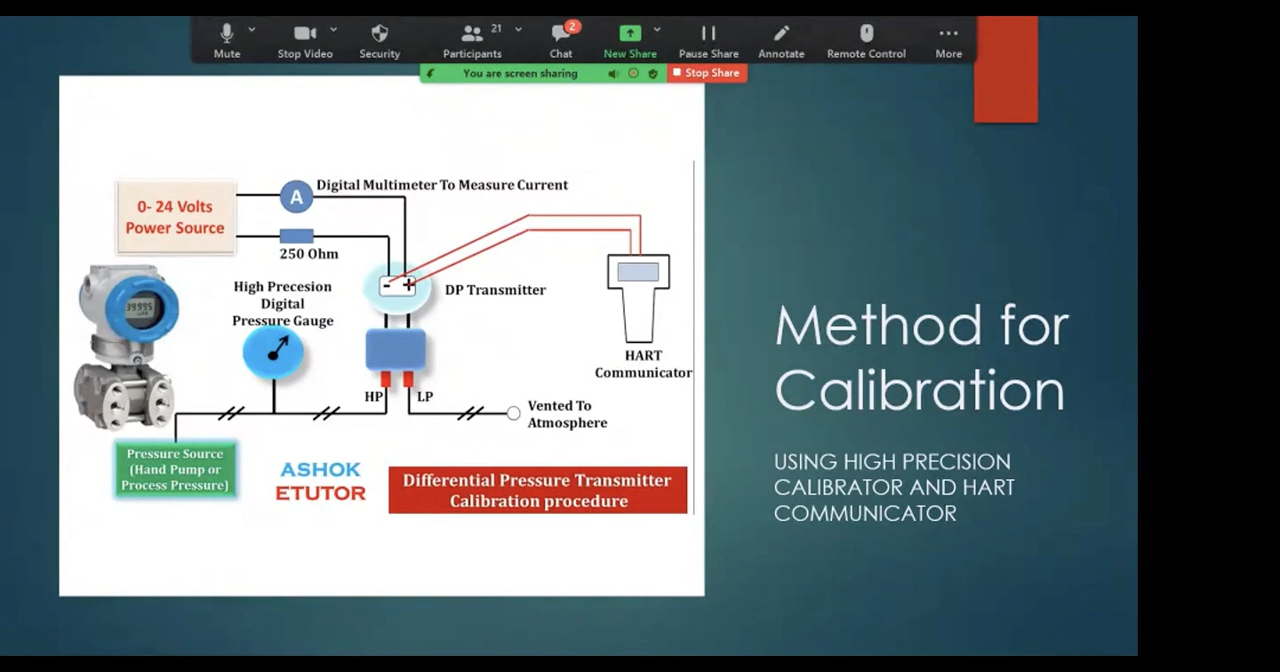 Mute
Stop Video
Security
Participants
21
Chat
2
New Share
Pause Share
Annotate
Remote Control
More
You are screen sharing
Stop Share
0- 24 Volts
Power Source
A
Digital Multimeter To Measure Current
250 Ohm
High Precesion
Digital
Pressure Gauge
39.995
- +
DP Transmitter
HART
Communicator
HP
LP
Vented To
Atmosphere
Pressure Source
(Hand Pump or
Process Pressure)
ASHOK
ETUTOR
Differential Pressure Transmitter
Calibration procedure
Method for
Calibration
USING HIGH PRECISION
CALIBRATOR AND HART
COMMUNICATOR